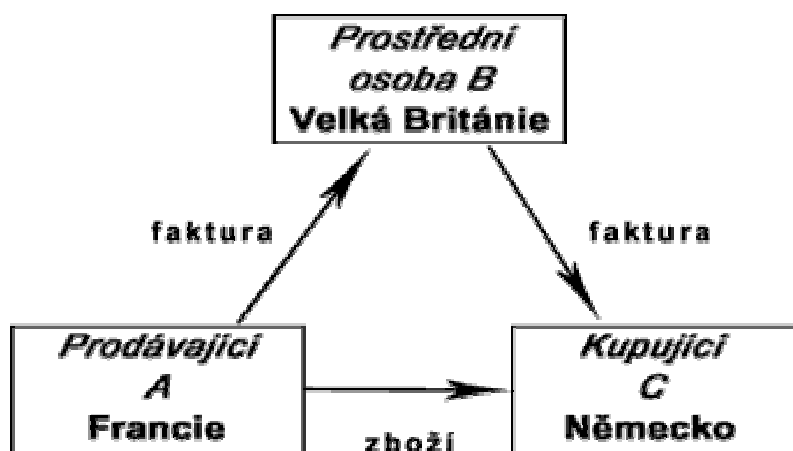 Prostřední
osoba B
Velká Británie
faktura
faktura
Prodávající
A
Francie
zboží
Kupující
C
Německo